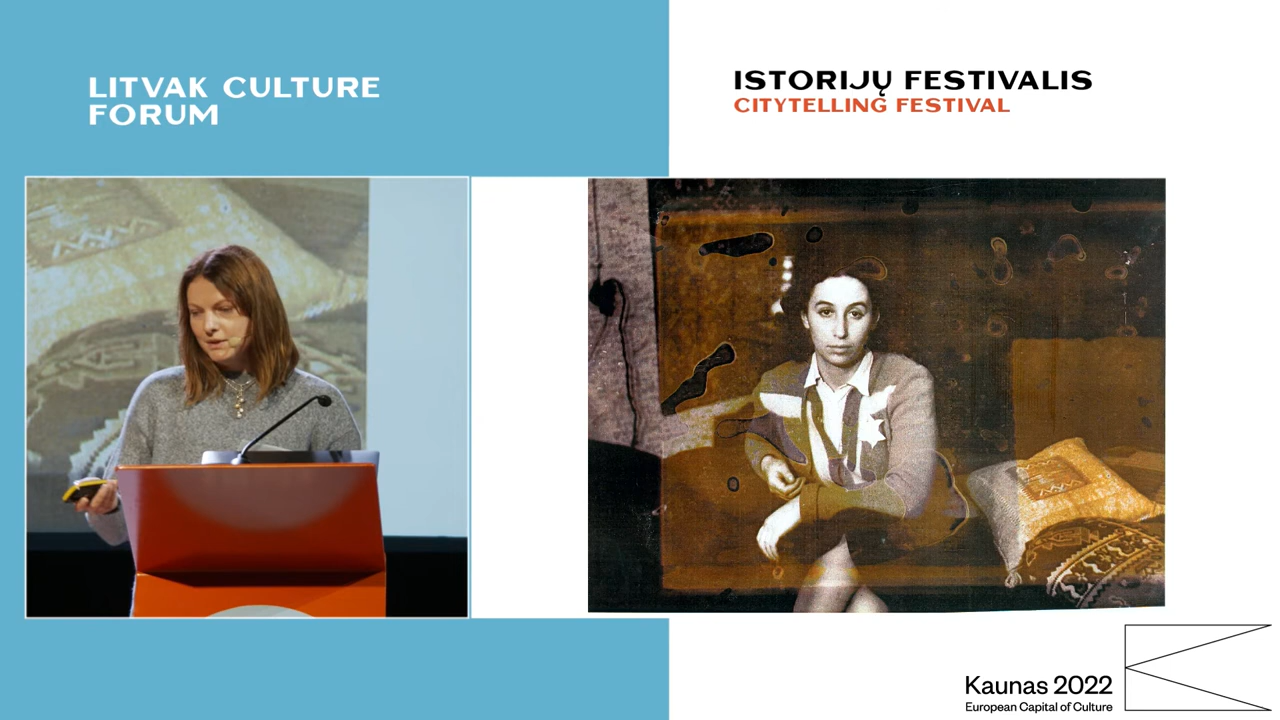 LITVAK CULTURE
FORUM
ISTORIJŲ FESTIVALIS
CITYTELLING FESTIVAL
Kaunas 2022
European Capital of Culture